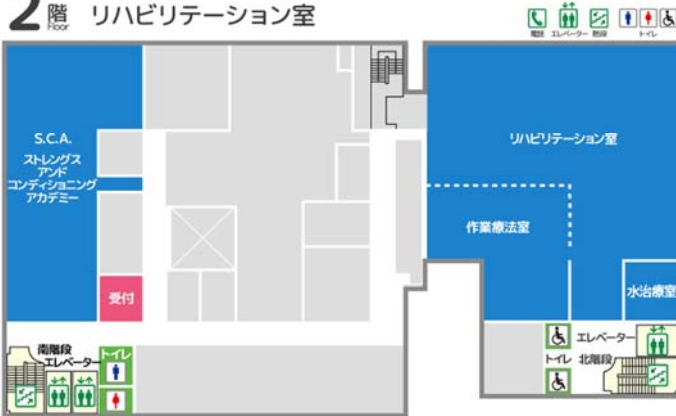 2階 リハビリテーション室
Floor
電話 エレベーター 階段 トイレ
S.C.A.
ストレングス
アンド
コンディショニング
アカデミー
受付
南階段
エレベーター
トイレ
リハビリテーション室
作業療法室
水治療室
エレベーター
トイレ 北階段